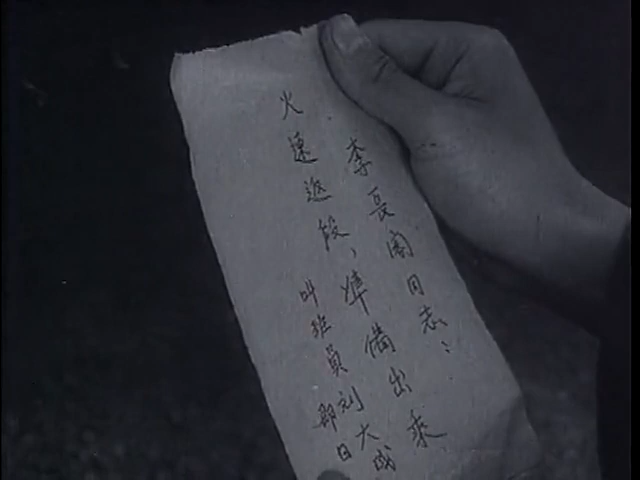 李長閣同志：
火速返段、準備出乘
叫班員刘大成
即日